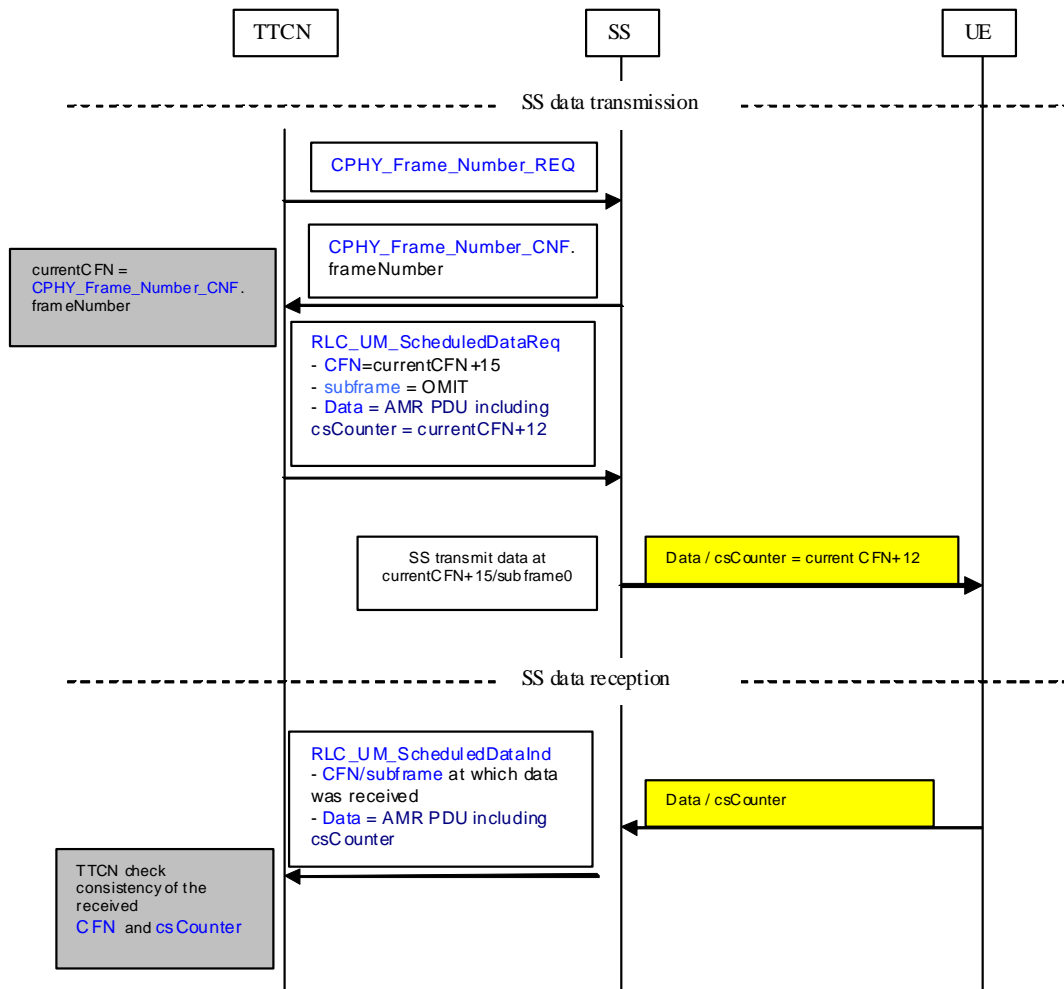 TTCN
SS
UE
SS data transmission
CPHY_Frame_Number_REQ
CPHY_Frame_Number_CNF.
frameNumber
currentCFN =
CPHY_Frame_Number_CNF.
frameNumber
RLC_UM_ScheduledDataReq
- CFN=currentCFN+15
- subframe = OMIT
- Data = AMR PDU including
csCounter = currentCFN+12
SS transmit data at
currentCFN+15/subframe0
Data / csCounter = current CFN+12
SS data reception
RLC_UM_ScheduledDataInd
- CFN/subframe at which data
was received
- Data = AMR PDU including
csCounter
Data / csCounter
TTCN check
consistency of the
received
CFN and csCounter